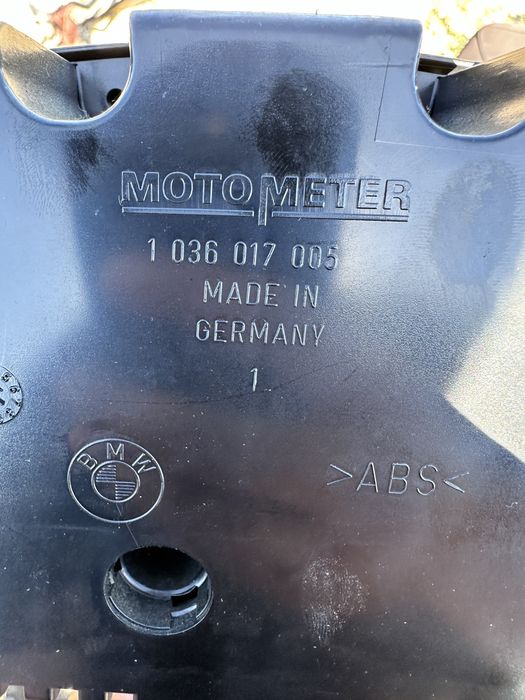 MOTOMETER
1 036 017 005
MADE IN
GERMANY
1
BMW
>ABS<